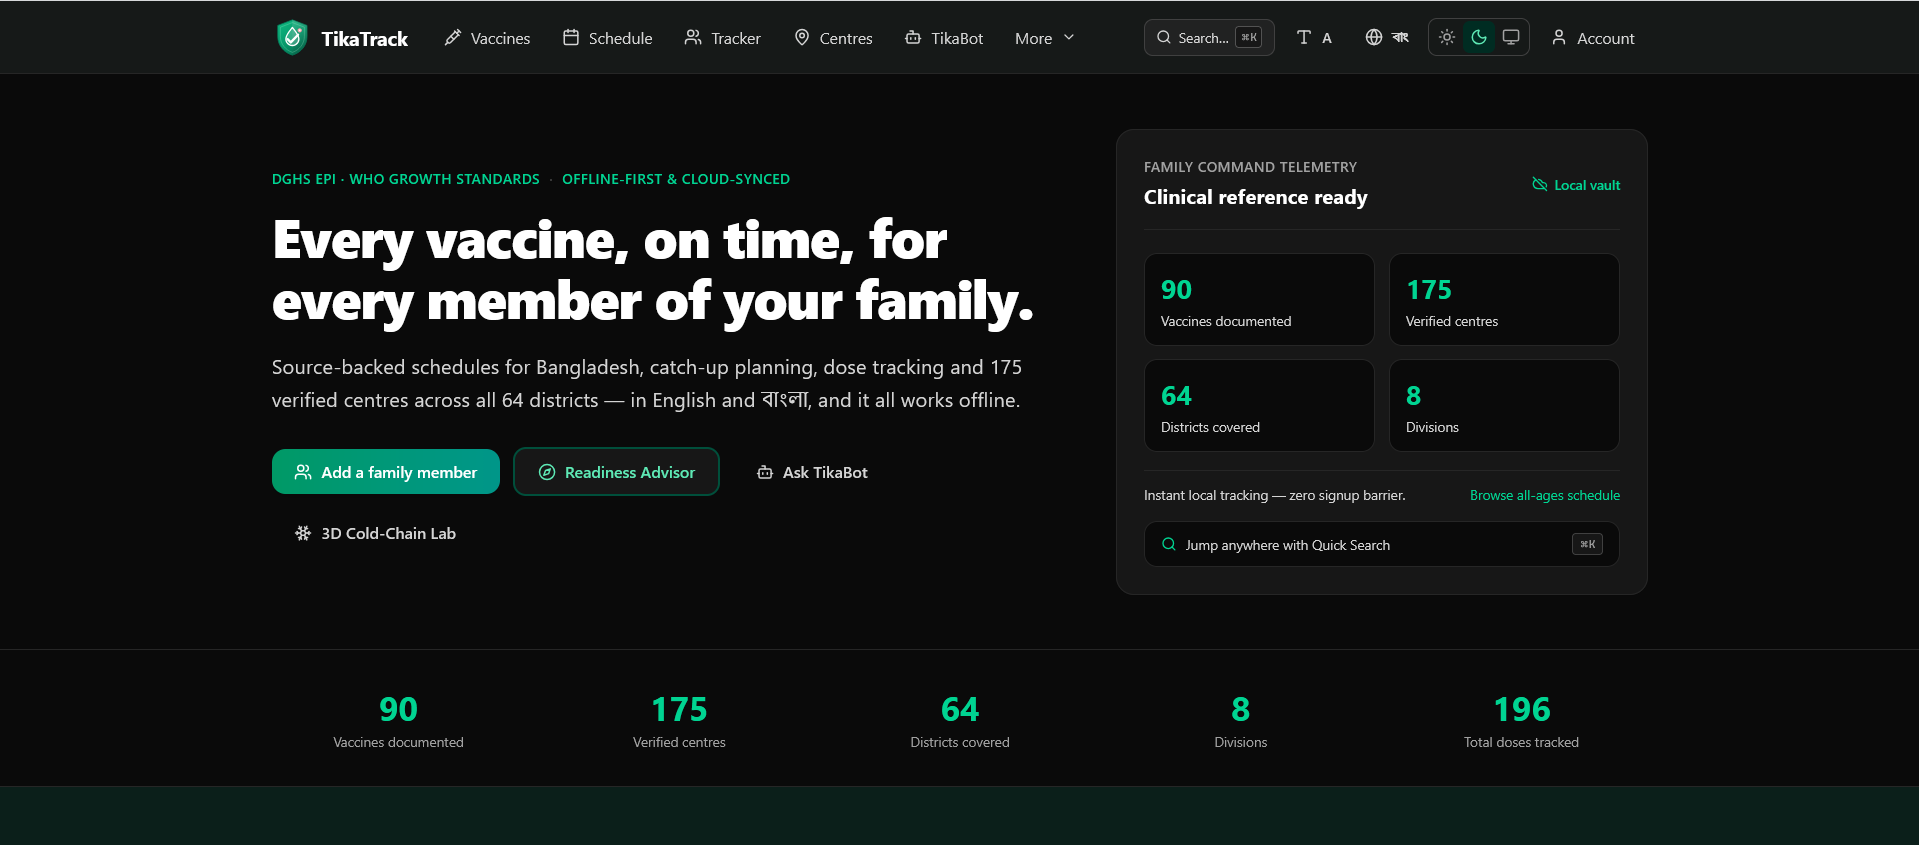 TikaTrack
Vaccines
Schedule
Tracker
Centres
TikaBot
More
Search... ⌘K
T A
বাং
Account
DGHS EPI · WHO GROWTH STANDARDS · OFFLINE-FIRST & CLOUD-SYNCED
Every vaccine, on time, for
every member of your family.
Source-backed schedules for Bangladesh, catch-up planning, dose tracking and 175
verified centres across all 64 districts — in English and বাংলা, and it all works offline.
Add a family member
Readiness Advisor
Ask TikaBot
3D Cold-Chain Lab
FAMILY COMMAND TELEMETRY
Clinical reference ready
Local vault
90
Vaccines documented
175
Verified centres
64
Districts covered
8
Divisions
Instant local tracking — zero signup barrier.
Browse all-ages schedule
Jump anywhere with Quick Search ⌘K
90
Vaccines documented
175
Verified centres
64
Districts covered
8
Divisions
196
Total doses tracked